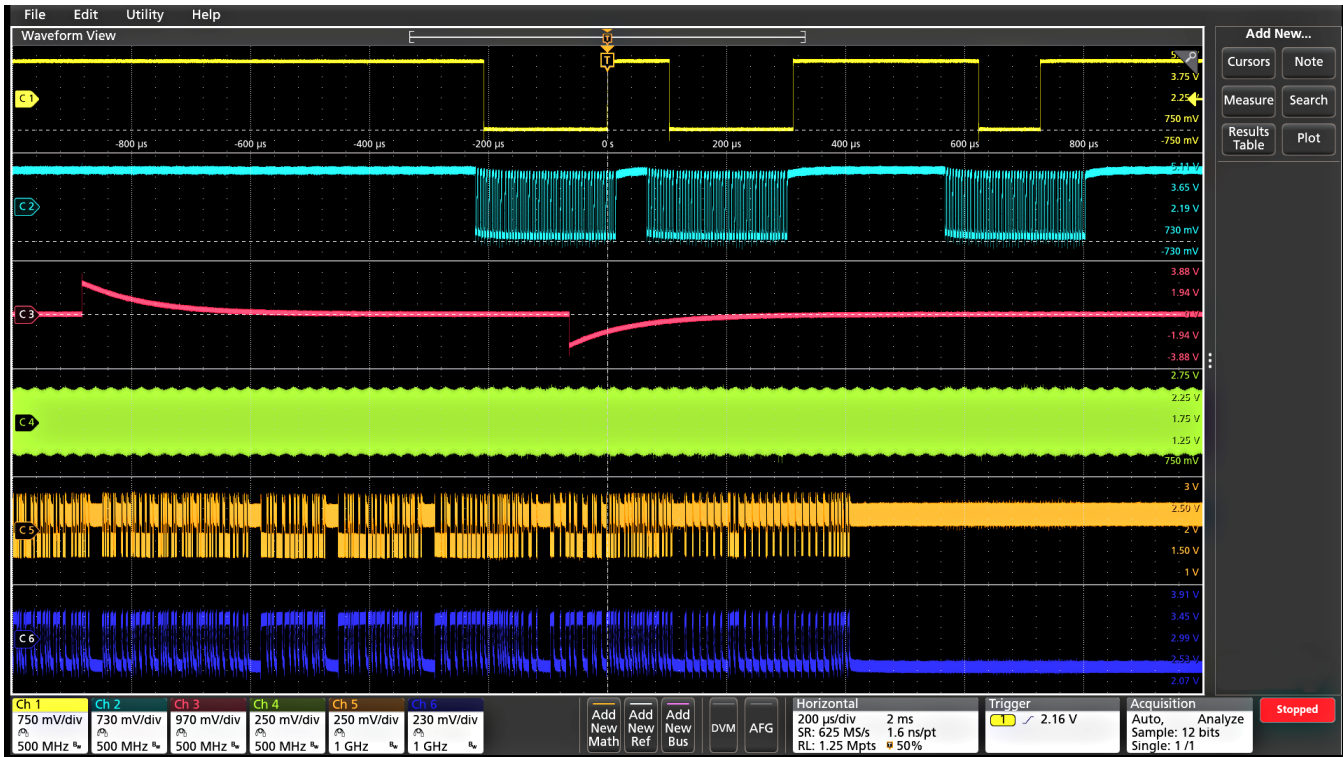 File Edit Utility Help
Waveform View
Add New...
Cursors Note
Measure Search
Results Table Plot
T
T
C 1
3.75 V
2.25 V
750 mV
-750 mV
-800 µs -600 µs -400 µs -200 µs 0 s 200 µs 400 µs 600 µs 800 µs
C 2
5.11 V
3.65 V
2.19 V
730 mV
-730 mV
C 3
3.88 V
1.94 V
-1.94 V
-3.88 V
C 4
2.75 V
2.25 V
1.75 V
1.25 V
750 mV
C 5
3 V
2.50 V
2 V
1.50 V
1 V
C 6
3.91 V
3.45 V
2.99 V
2.53 V
2.07 V
Ch 1
750 mV/div
500 MHz Bw
Ch 2
730 mV/div
500 MHz Bw
Ch 3
970 mV/div
500 MHz Bw
Ch 4
250 mV/div
500 MHz Bw
Ch 5
250 mV/div
1 GHz Bw
Ch 6
230 mV/div
1 GHz Bw
Add New Math
Add New Ref
Add New Bus
DVM
AFG
Horizontal
200 µs/div 2 ms
SR: 625 MS/s 1.6 ns/pt
RL: 1.25 Mpts 50%
Trigger
1 2.16 V
Acquisition
Auto, Analyze
Sample: 12 bits
Single: 1 /1
Stopped